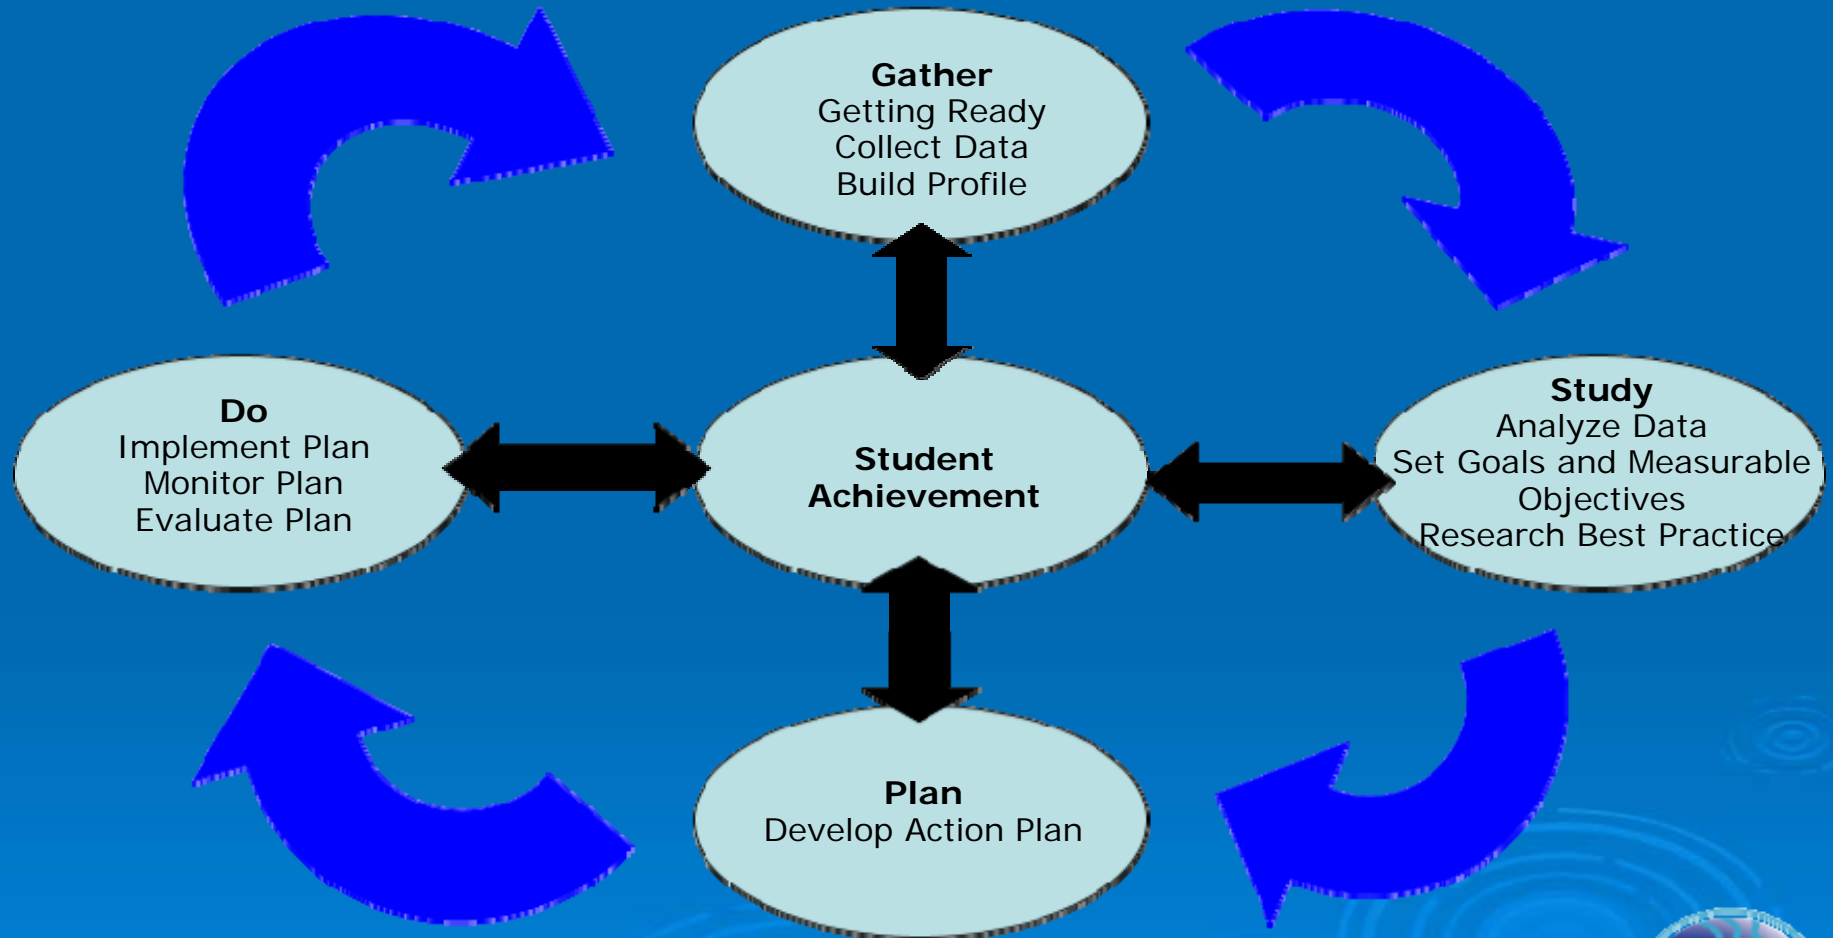 Gather
Getting Ready
Collect Data
Build Profile
Do
Implement Plan
Monitor Plan
Evaluate Plan
Student
Achievement
Study
Analyze Data
Set Goals and Measurable
Objectives
Research Best Practice
Plan
Develop Action Plan